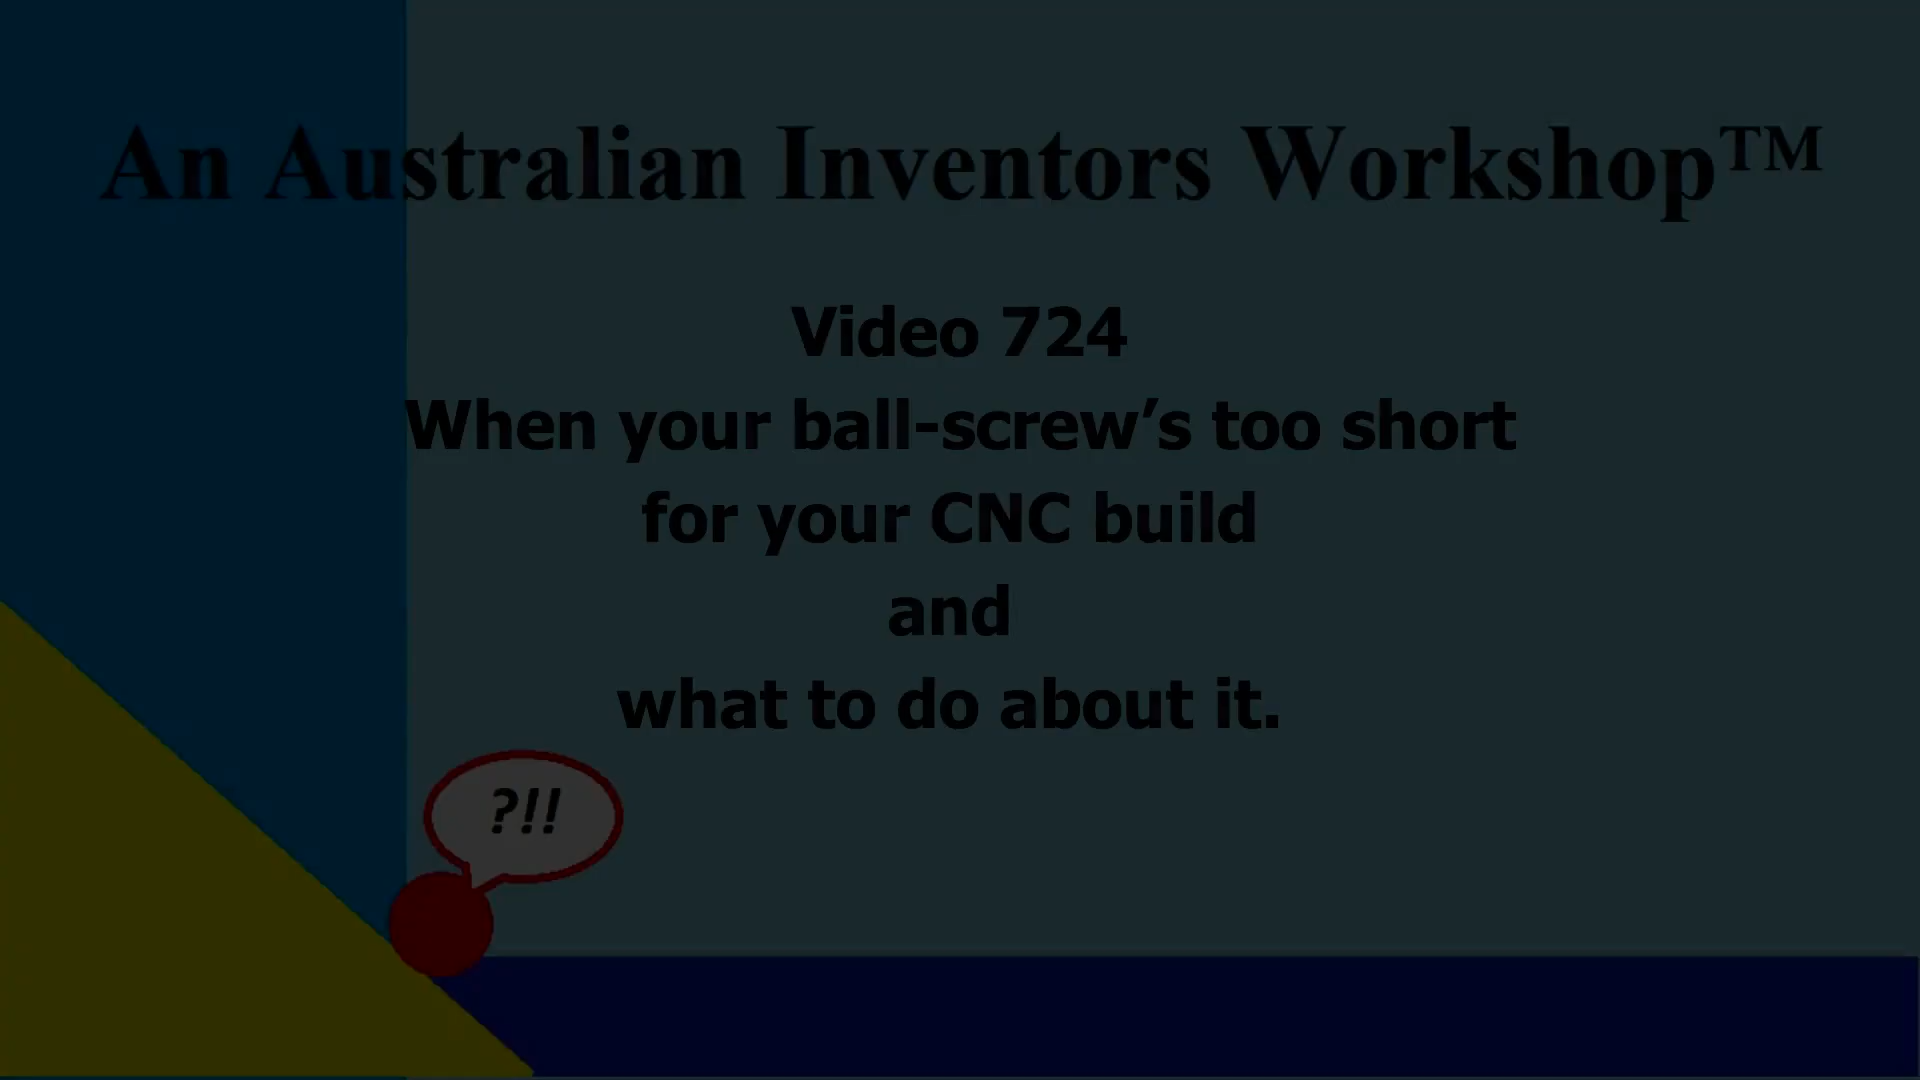 An Australian Inventors Workshop™
Video 724
When your ball-screw’s too short
for your CNC build
and
what to do about it.
?!!